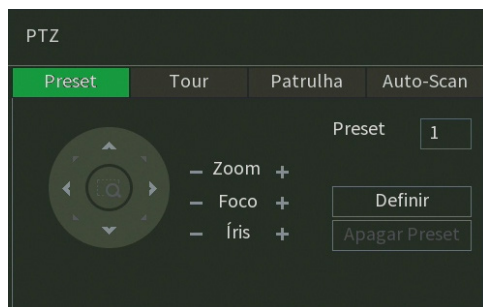 PTZ
Preset Tour Patrulha Auto-Scan
Preset 1
– Zoom +
– Foco + Definir
– Íris + Apagar Preset